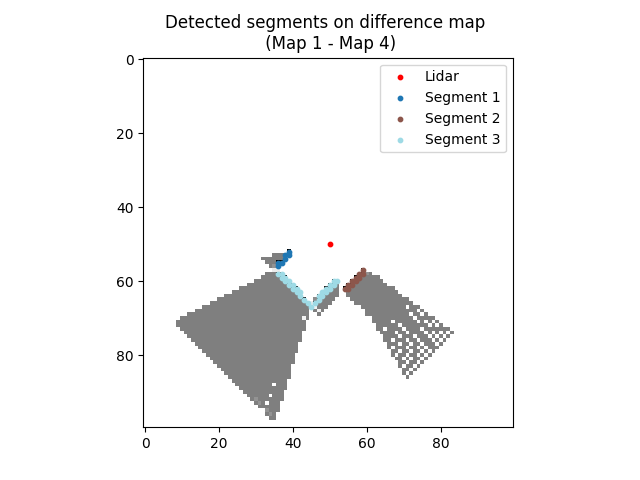 Detected segments on difference map
(Map 1 - Map 4)
0
20
40
60
80
0 20 40 60 80
Lidar
Segment 1
Segment 2
Segment 3